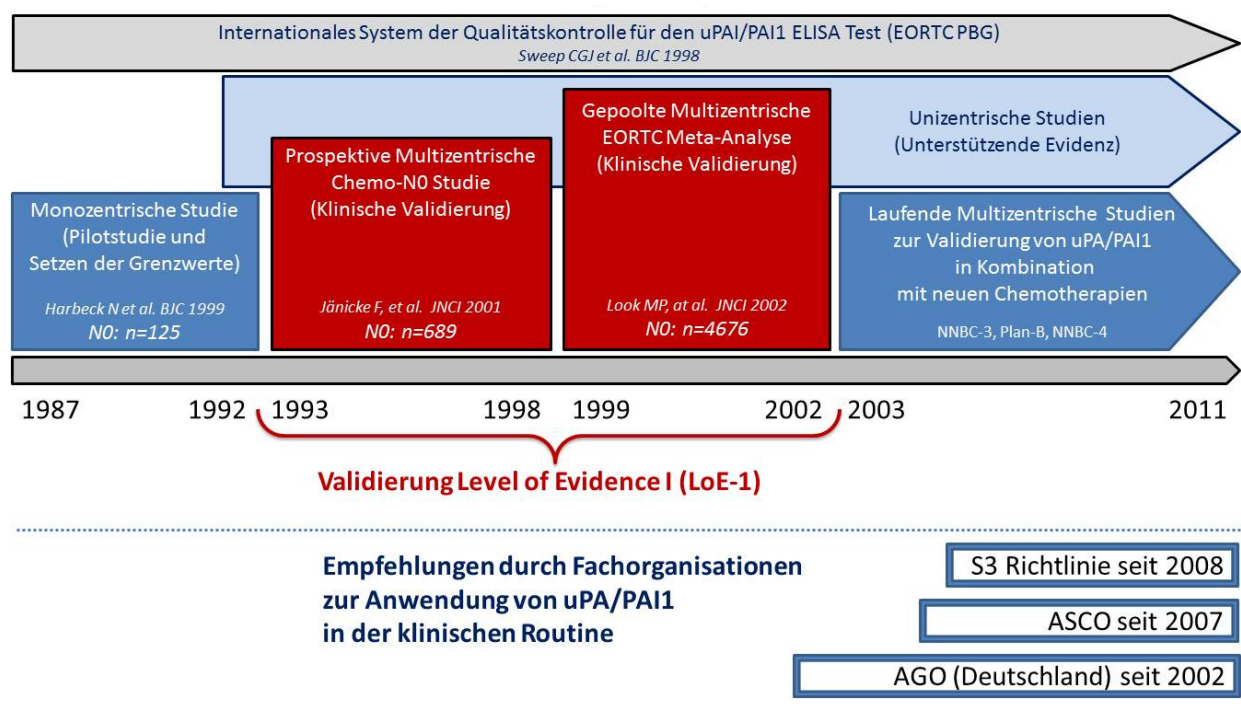 Internationales System der Qualitätskontrolle für den uPAI/PAI1 ELISA Test (EORTC PBG)
Sweep CGJ et al. BJC 1998
Monozentrische Studie
(Pilotstudie und
Setzen der Grenzwerte)
Harbeck N et al. BJC 1999
N0: n=125
Prospektive Multizentrische
Chemo-N0 Studie
(Klinische Validierung)
Jänicke F, et al. JNCI 2001
N0: n=689
Gepoolte Multizentrische
EORTC Meta-Analyse
(Klinische Validierung)
Look MP, at al. JNCI 2002
N0: n=4676
Unizentrische Studien
(Unterstützende Evidenz)
Laufende Multizentrische Studien
zur Validierung von uPA/PAI1
in Kombination
mit neuen Chemotherapien
NNBC-3, Plan-B, NNBC-4
1987 1992 1993 1998 1999 2002 2003 2011
Validierung Level of Evidence I (LoE-1)
Empfehlungen durch Fachorganisationen
zur Anwendung von uPA/PAI1
in der klinischen Routine
S3 Richtlinie seit 2008
ASCO seit 2007
AGO (Deutschland) seit 2002